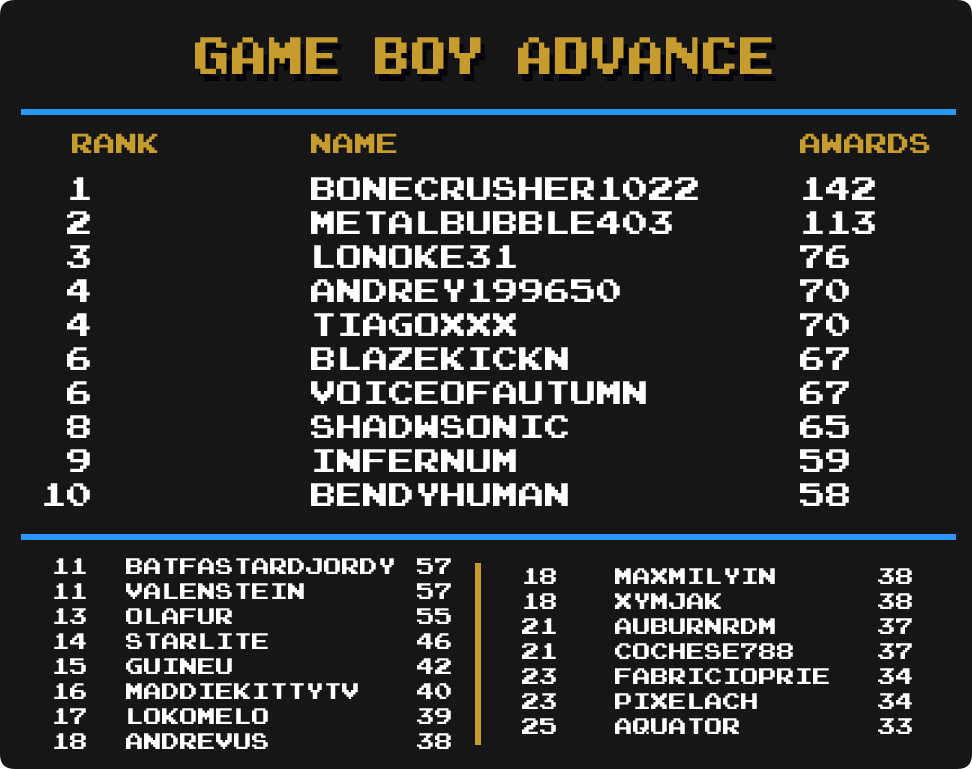 GAME BOY ADVANCE
RANK NAME AWARDS
1 BONECRUSHER1022 142
2 METALBUBBLE403 113
3 LONOKE31 76
4 ANDREY199650 70
4 TIAGOXXX 70
6 BLAZEKICKN 67
6 VOICEOFAUTUMN 67
8 SHADWSONIC 65
9 INFERNUM 59
10 BENDYHUMAN 58
11 BATFASTARDJORDY 57
11 VALENSTEIN 57
13 OLAFUR 55
14 STARLITE 46
15 GUINEU 42
16 MADDIEKITTYTV 40
17 LOKOMELO 39
18 ANDREVUS 38
18 MAXMILYIN 38
18 XYMJAK 38
21 AUBURNRDM 37
21 COCHESE788 37
23 FABRICIOPRIE 34
23 PIXELACH 34
25 AQUATOR 33